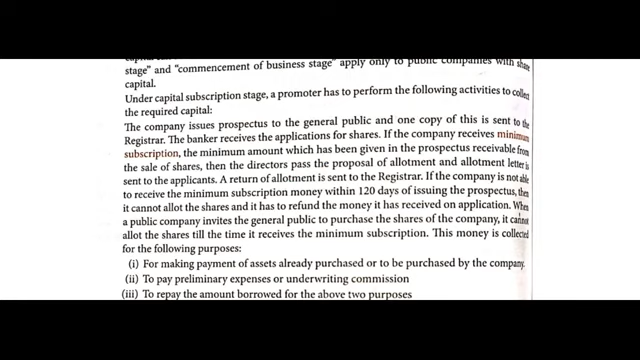 stage" and "commencement of business stage" apply only to public companies with share
capital.
Under capital subscription stage, a promoter has to perform the following activities to collect
the required capital:
The company issues prospectus to the general public and one copy of this is sent to the
Registrar. The banker receives the applications for shares. If the company receives minimum
subscription, the minimum amount which has been given in the prospectus receivable from
the sale of shares, then the directors pass the proposal of allotment and allotment letter is
sent to the applicants. A return of allotment is sent to the Registrar. If the company is not able
to receive the minimum subscription money within 120 days of issuing the prospectus, then
it cannot allot the shares and it has to refund the money it has received on application. When
a public company invites the general public to purchase the shares of the company, it cannot
allot the shares till the time it receives the minimum subscription. This money is collected
for the following purposes:
(i) For making payment of assets already purchased or to be purchased by the company.
(ii) To pay preliminary expenses or underwriting commission
(iii) To repay the amount borrowed for the above two purposes